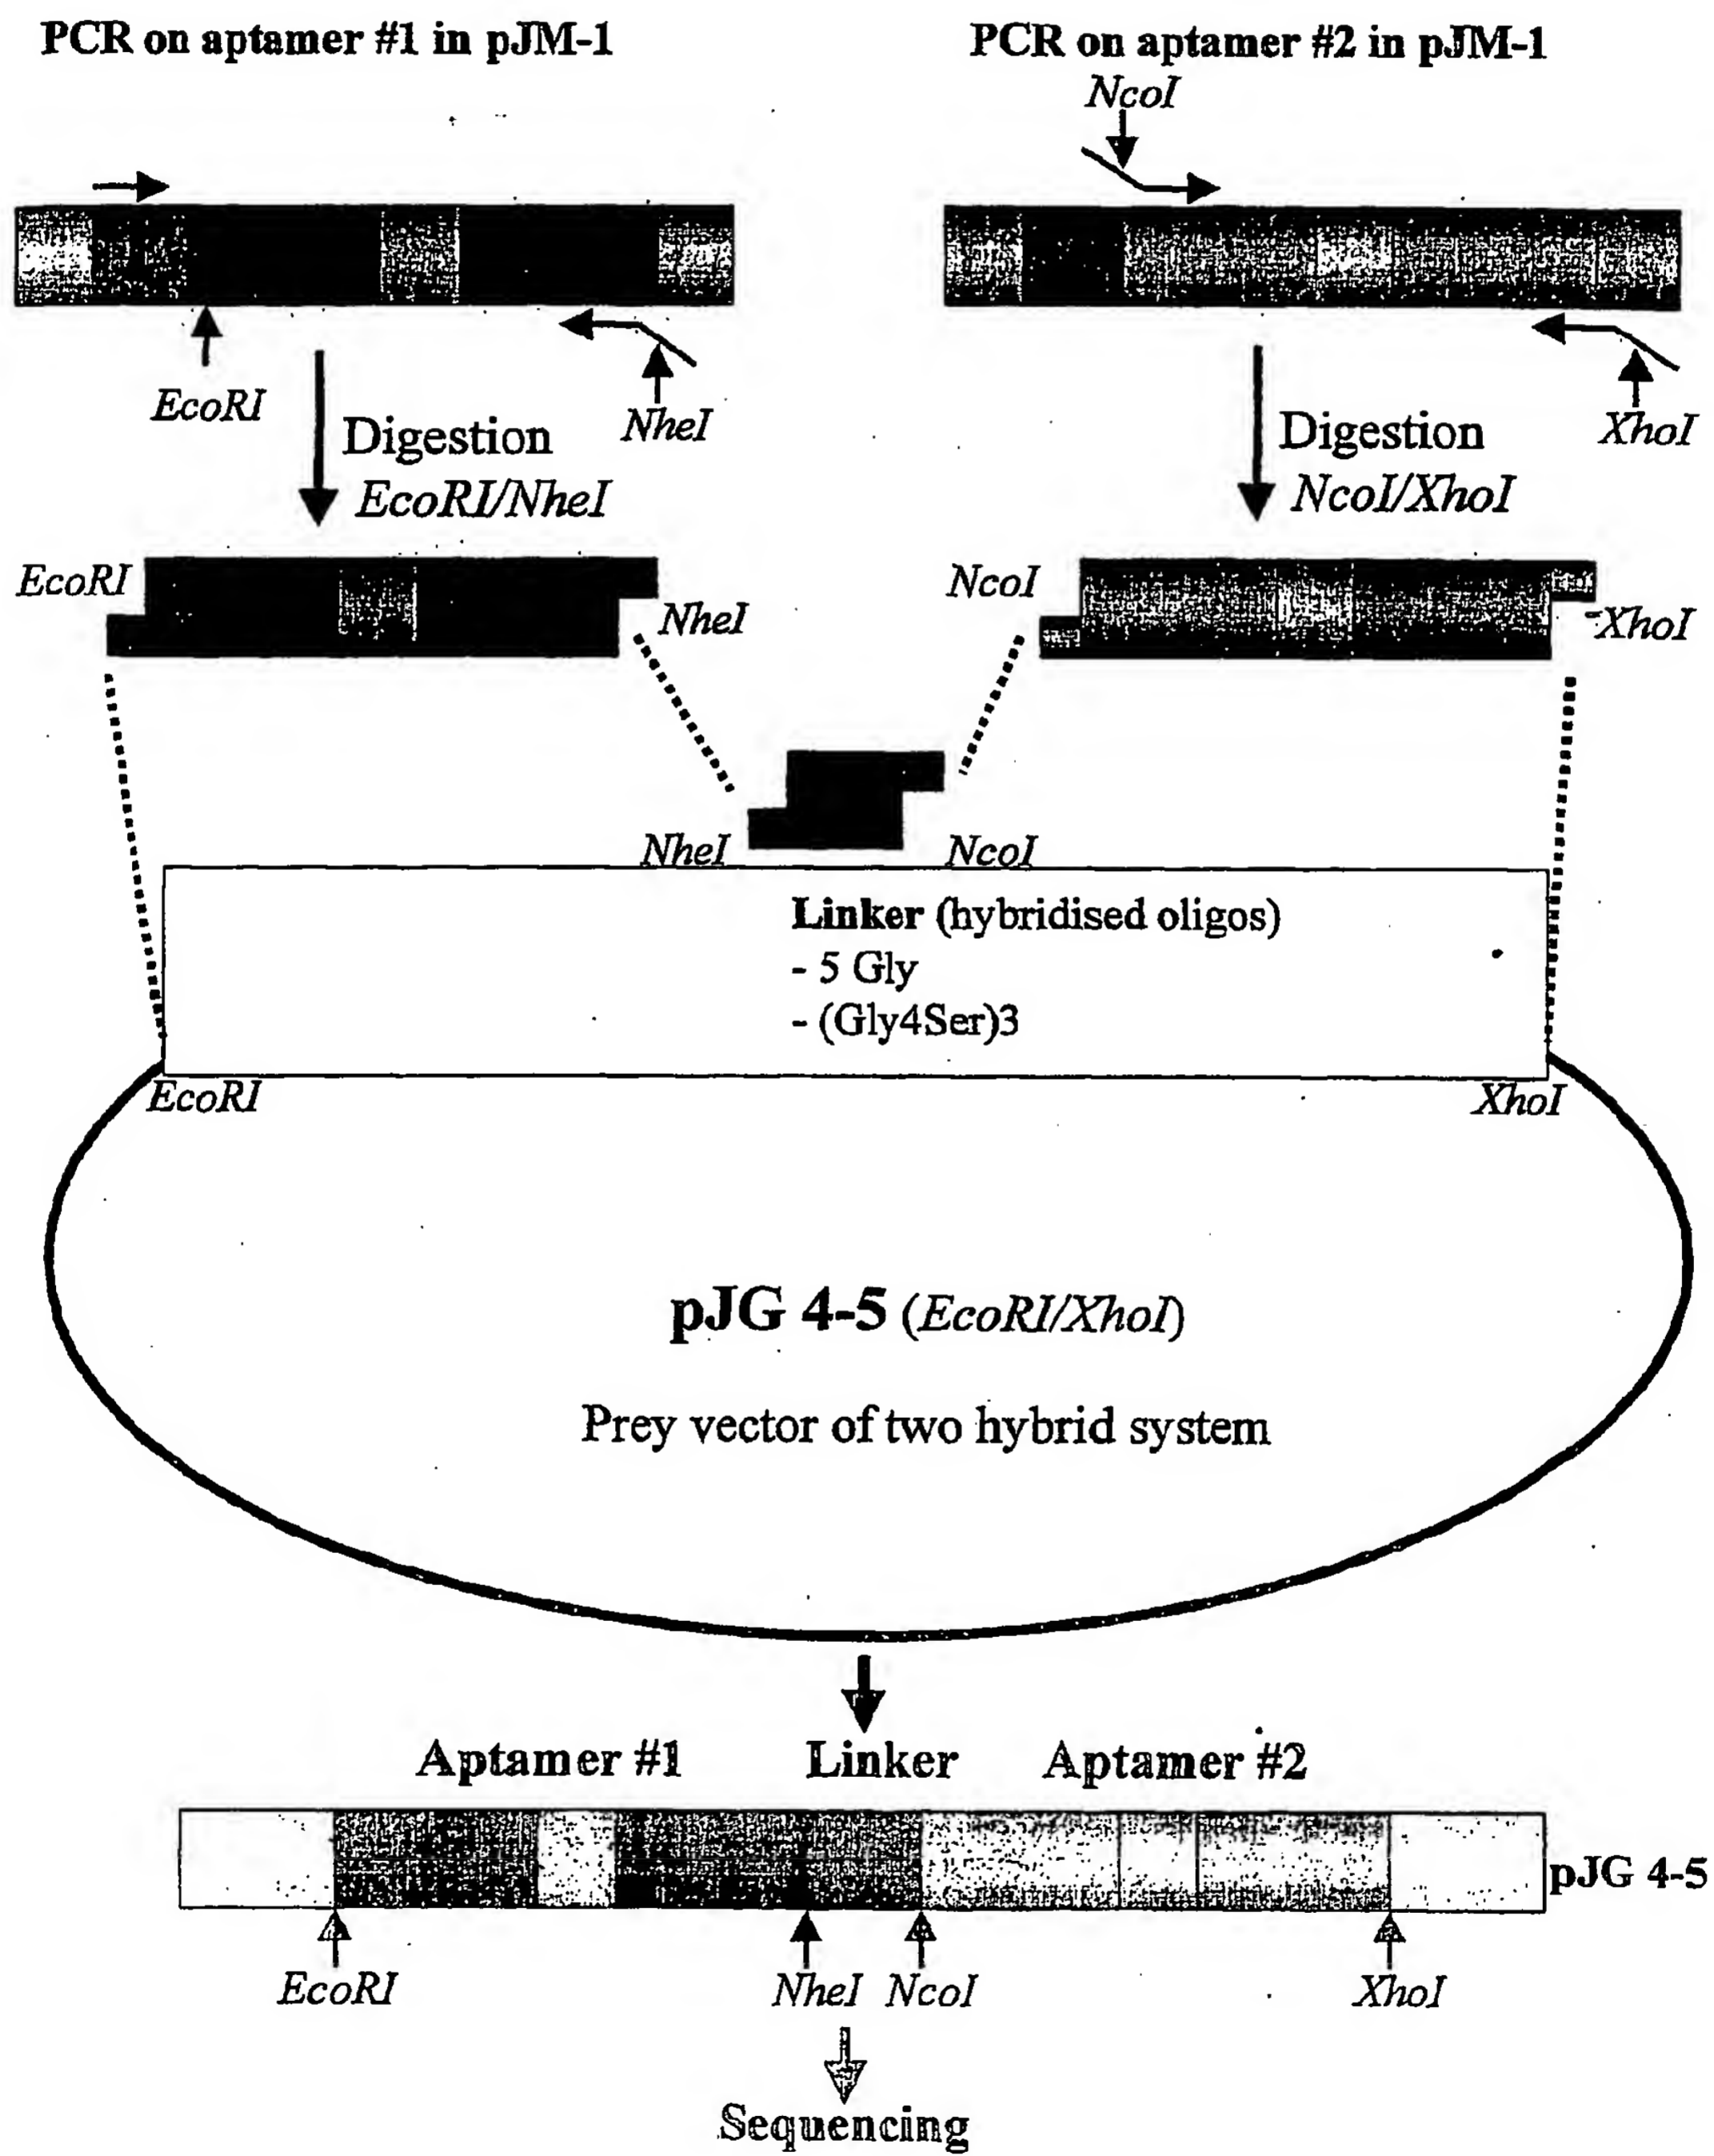 PCR on aptamer #1 in pJM-1
PCR on aptamer #2 in pJM-1
NcoI
EcoRI
NheI
XhoI
Digestion
EcoRI/NheI
Digestion
NcoI/XhoI
EcoRI
NheI
NcoI
XhoI
NheI
NcoI
Linker (hybridised oligos)
- 5 Gly
- (Gly4Ser)3
EcoRI
XhoI
pJG 4-5 (EcoRI/XhoI)
Prey vector of two hybrid system
Aptamer #1
Linker
Aptamer #2
pJG 4-5
EcoRI
NheI
NcoI
XhoI
Sequencing